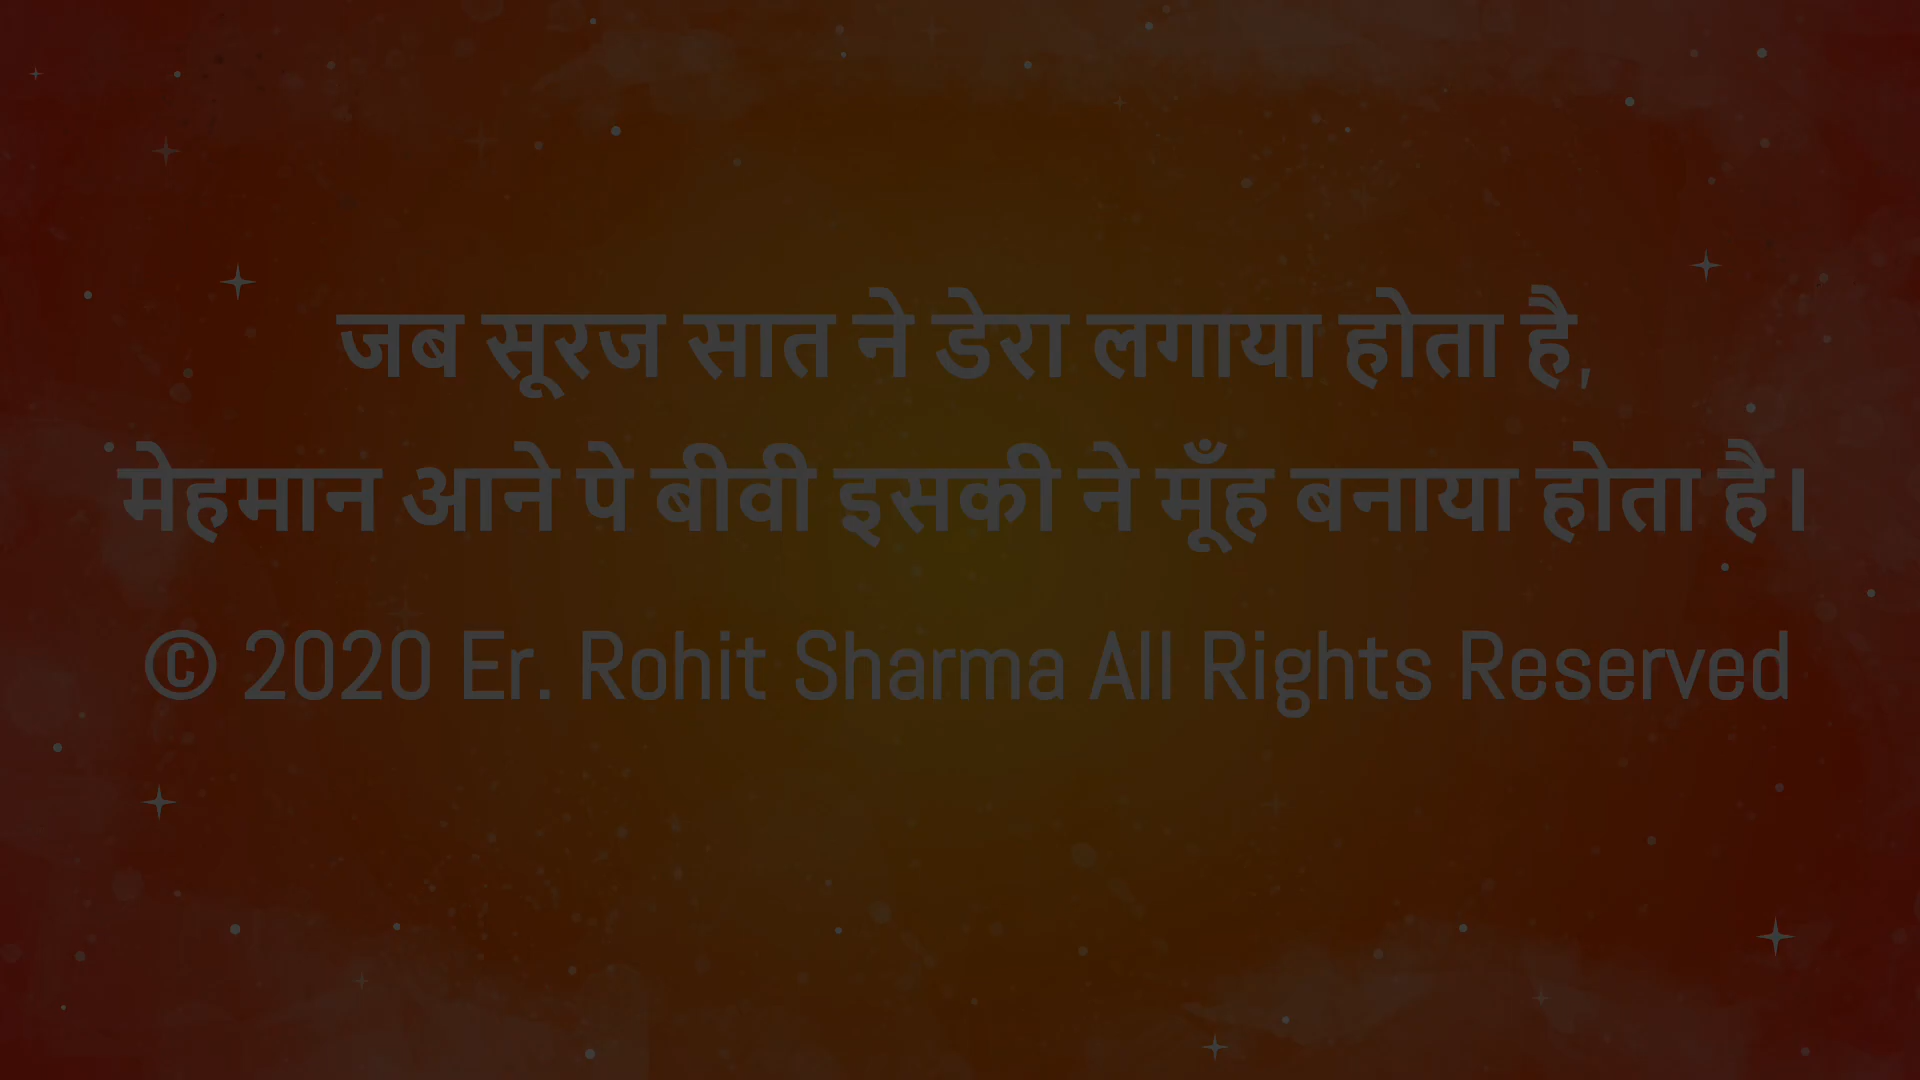 जब सूरज सात ने डेरा लगाया होता है,
मेहमान आने पे बीवी इसकी ने मूँह बनाया होता है।
© 2020 Er. Rohit Sharma All Rights Reserved